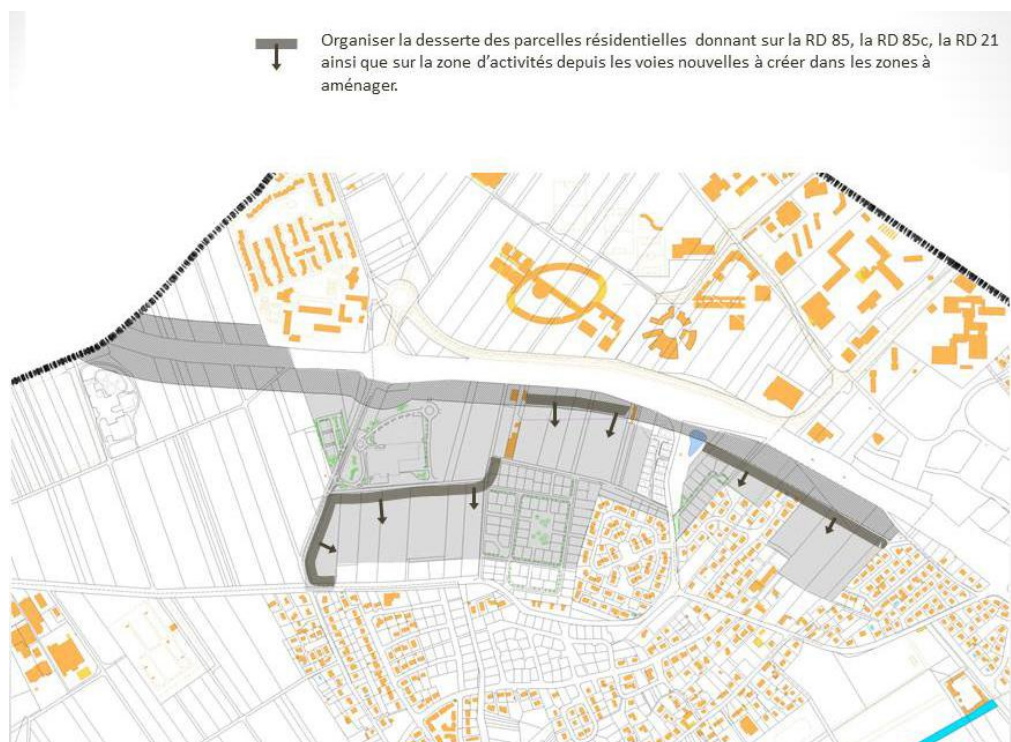 Organiser la desserte des parcelles résidentielles  donnant sur la RD 85, la RD 85c, la RD 21
ainsi que sur la zone d’activités depuis les voies nouvelles à créer dans les zones à
aménager.